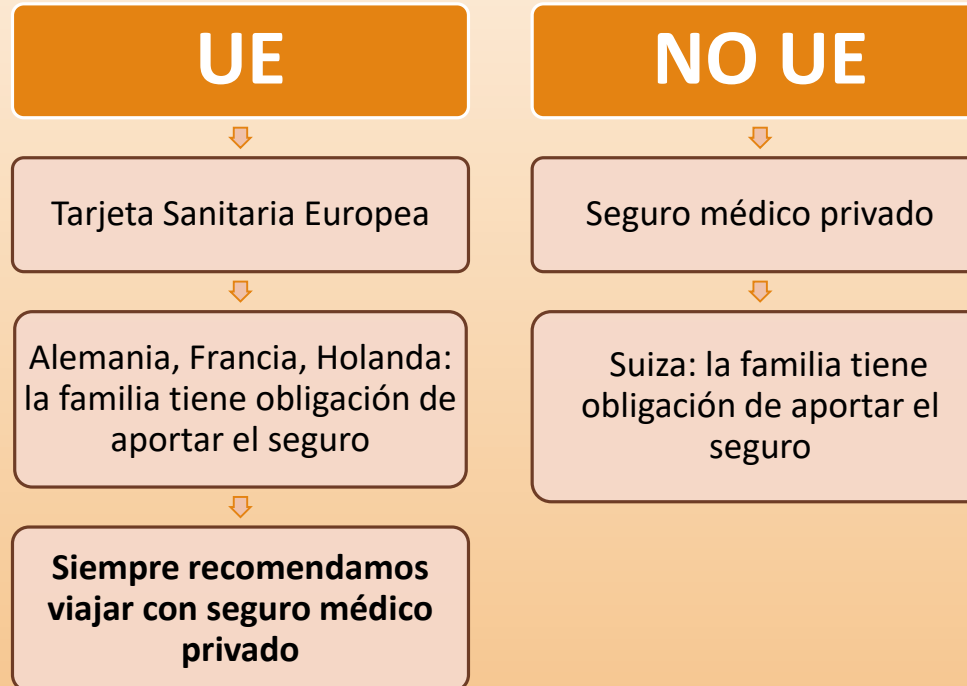 UE
Tarjeta Sanitaria Europea
Alemania, Francia, Holanda:
la familia tiene obligación de
aportar el seguro
Siempre recomendamos
viajar con seguro médico
privado
NO UE
Seguro médico privado
Suiza: la familia tiene
obligación de aportar el
seguro